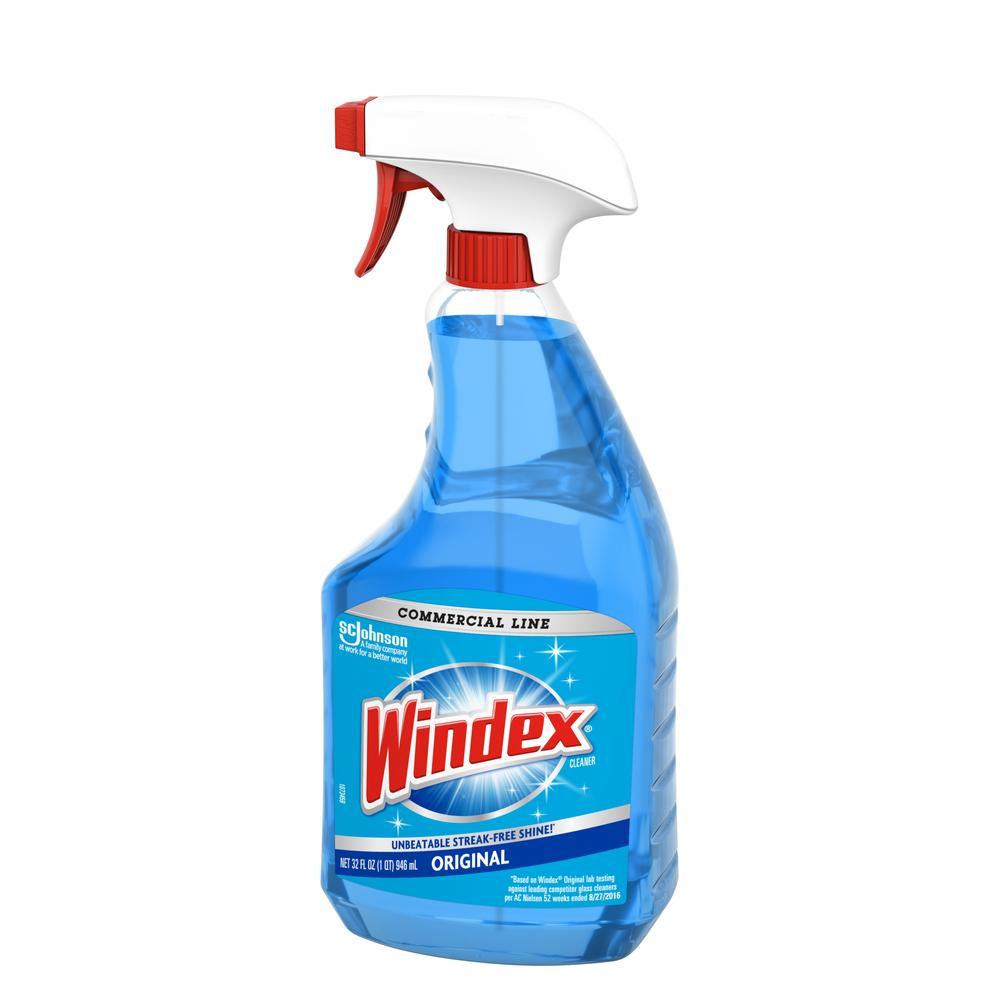 COMMERCIAL LINE
SC Johnson
A family company
at work for a better world
Windex®
CLEANER
1073458
UNBEATABLE STREAK-FREE SHINE!*
NET 32 FL OZ (1 QT) 946 mL
ORIGINAL
*Based on Windex® Original lab testing
against leading competitor glass cleaners
per AC Nielsen 52 weeks ended 8/27/2016